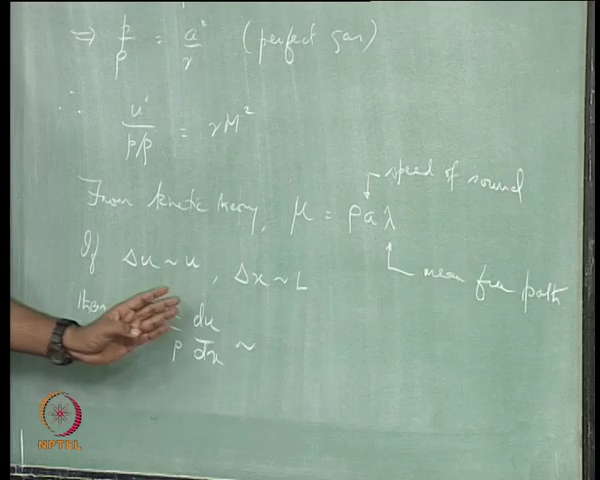 ⇒ p/ρ = a²/γ (perfect gas)
∴ u²/p/ρ = γM²
speed of sound
From kinetic theory, μ = ρaλ
If Δu ~ u, Δx ~ L
mean free path
then du/dx ~
NPTEL